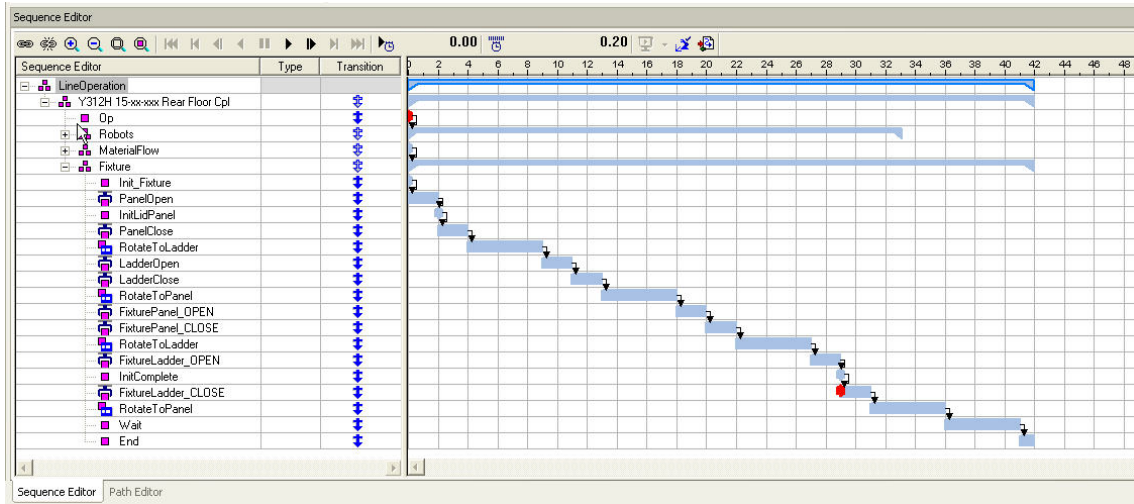 Sequence Editor
0.00 0.20
Sequence Editor Type Transition 0 2 4 6 8 10 12 14 16 18 20 22 24 26 28 30 32 34 36 38 40 42 44 46 48
LineOperation
Y312H 15-xx-xxx Rear Floor Cpl
Op
Robots
MaterialFlow
Fixture
Init_Fixture
PanelOpen
InitLidPanel
PanelClose
RotateToLadder
LadderOpen
LadderClose
RotateToPanel
FixturePanel_OPEN
FixturePanel_CLOSE
RotateToLadder
FixtureLadder_OPEN
InitComplete
FixtureLadder_CLOSE
RotateToPanel
Wait
End
Sequence Editor Path Editor